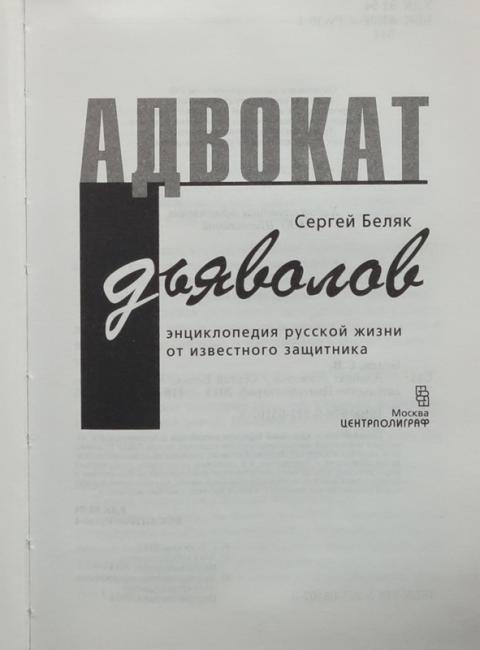 АДВОКАТ
Сергей Беляк
дьяволов
энциклопедия русской жизни
от известного защитника
Москва
ЦЕНТРПОЛИГРАФ